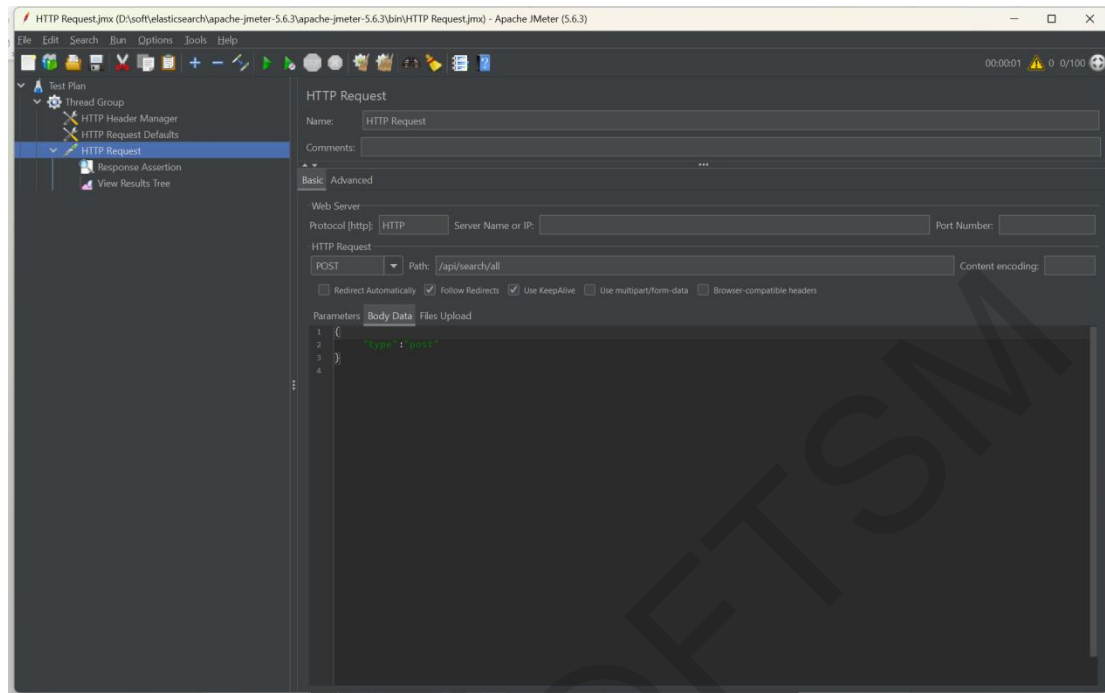 HTTP Request.jmx (D:\soft\elasticsearch\apache-jmeter-5.6.3\apache-jmeter-5.6.3\bin\HTTP Request.jmx) - Apache JMeter (5.6.3)
File Edit Search Run Options Tools Help
00:00:01 0 0/100
Test Plan
Thread Group
HTTP Header Manager
HTTP Request Defaults
HTTP Request
Response Assertion
View Results Tree
HTTP Request
Name: HTTP Request
Comments:
Basic Advanced
Web Server
Protocol [http]: HTTP Server Name or IP: Port Number:
HTTP Request
POST Path: /api/search/all Content encoding:
Redirect Automatically Follow Redirects Use KeepAlive Use multipart/form-data Browser-compatible headers
Parameters Body Data Files Upload
1 {
2 "type":"post"
3 }
4
FTSM